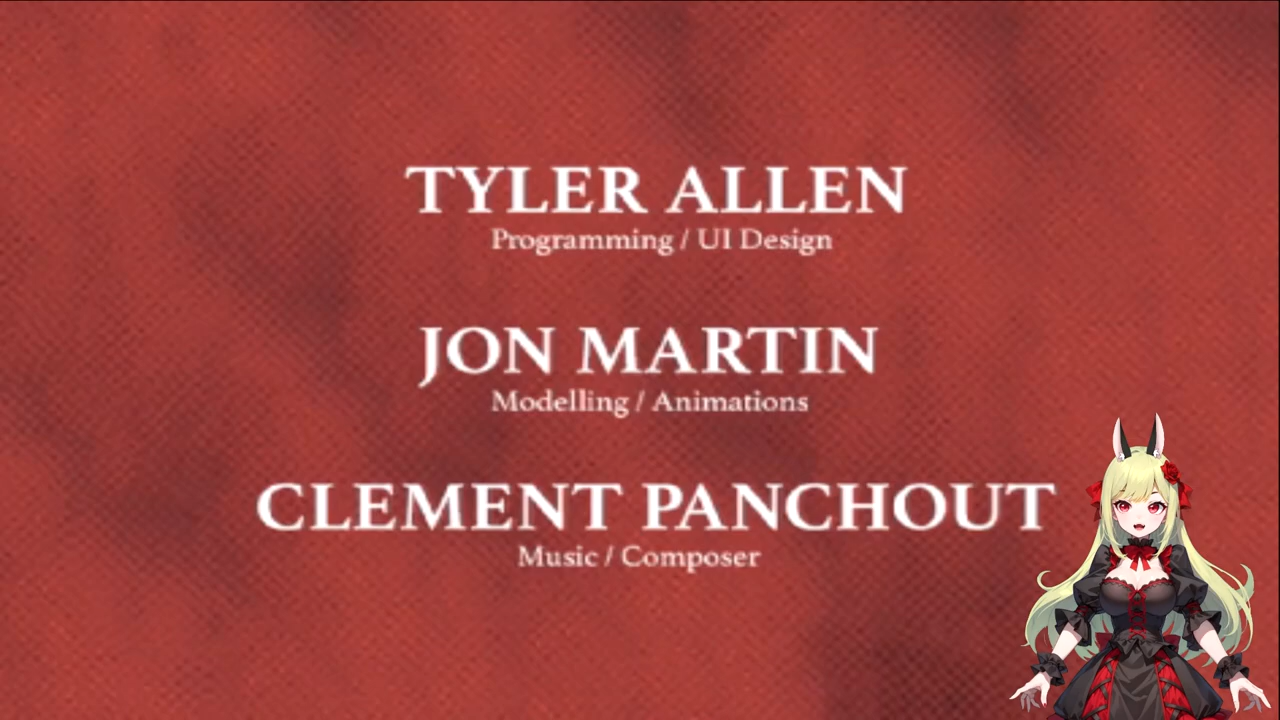 TYLER ALLEN
Programming / UI Design
JON MARTIN
Modelling / Animations
CLEMENT PANCHOUT
Music / Composer